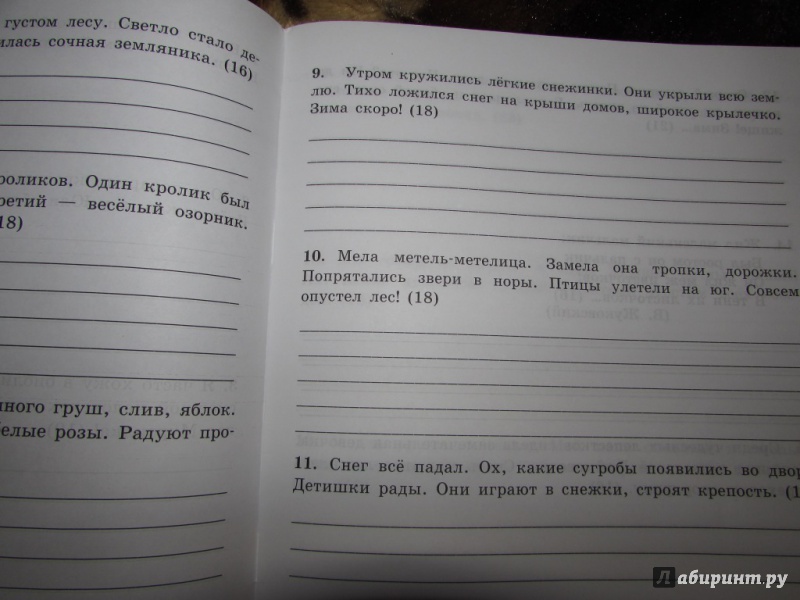 густом лесу. Светло стало де-
илась сочная земляника. (16)
роликов. Один кролик был
ретий — весёлый озорник.
18)
ного груш, слив, яблок.
белые розы. Радуют про-
9. Утром кружились лёгкие снежинки. Они укрыли всю зем-
лю. Тихо ложился снег на крыши домов, широкое крылечко.
Зима скоро! (18)
10. Мела метель-метелица. Замела она тропки, дорожки.
Попрятались звери в норы. Птицы улетели на юг. Совсем
опустел лес! (18)
11. Снег всё падал. Ох, какие сугробы появились во двор
Детишки рады. Они играют в снежки, строят крепость. (1
Лабиринт.ру